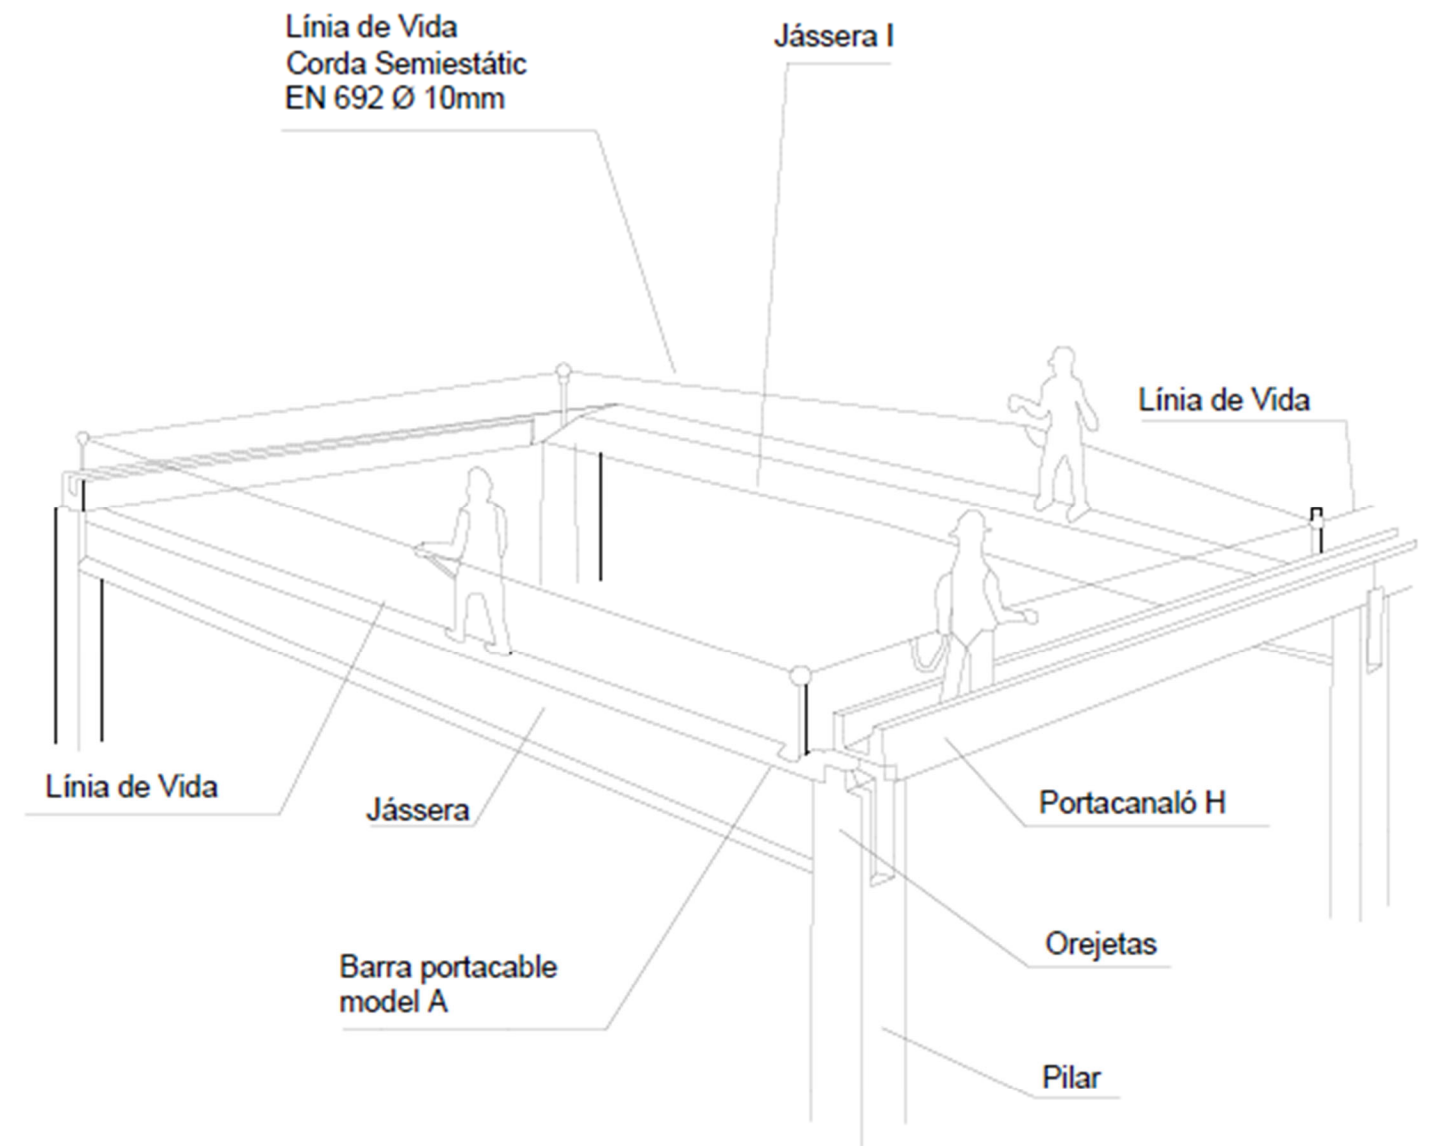 Línia de Vida
Corda Semiestátic
EN 692 Ø 10mm
Jássera I
Línia de Vida
Línia de Vida
Jássera
Portacanaló H
Barra portacable
model A
Orejetas
Pilar